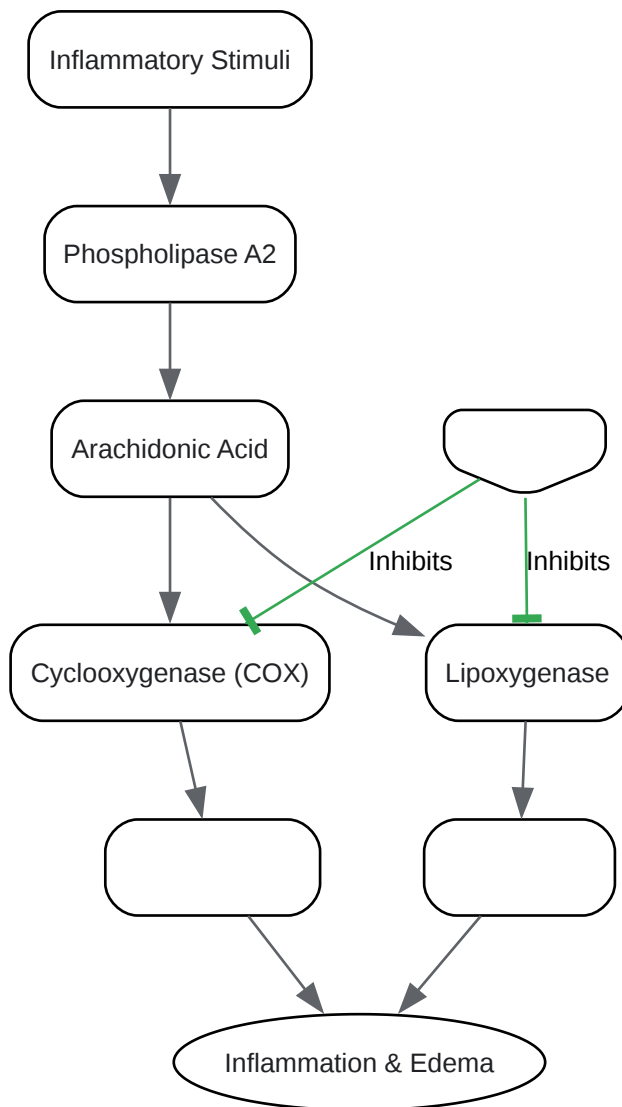 Inflammatory Stimuli
Phospholipase A2
Arachidonic Acid
Inhibits
Inhibits
Cyclooxygenase (COX)
Lipoxygenase
Inflammation & Edema